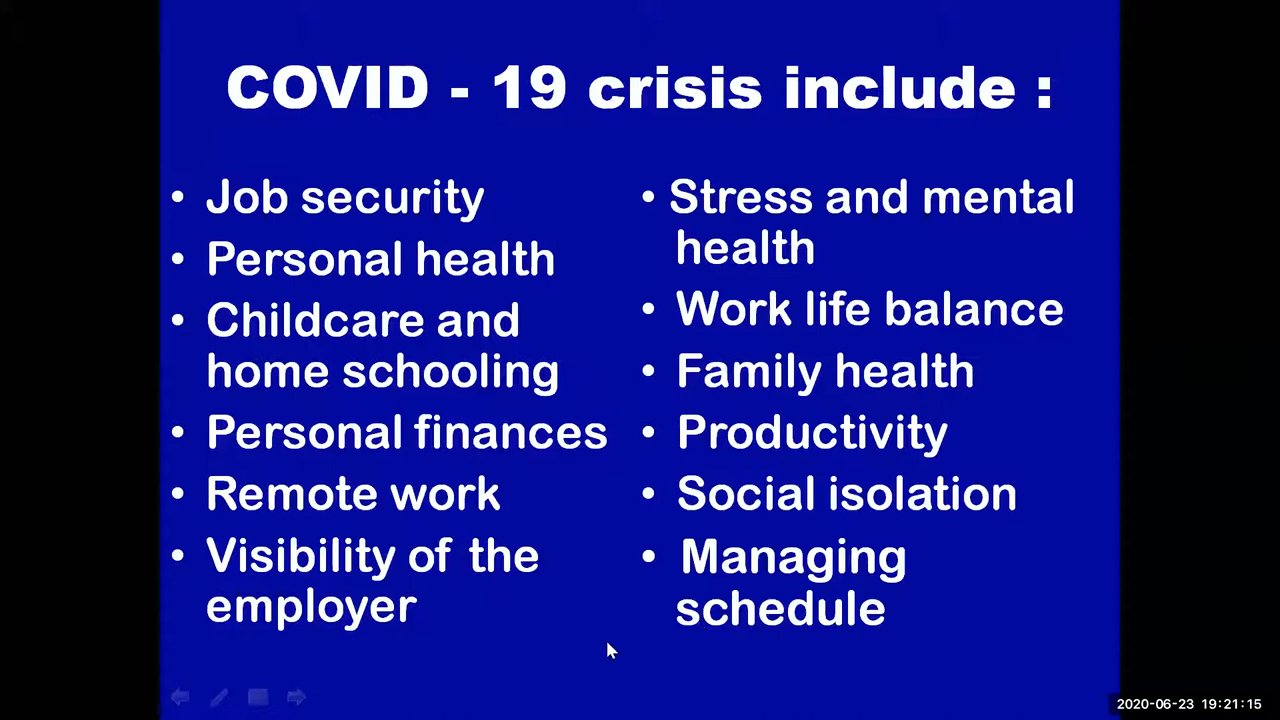 COVID - 19 crisis include :
• Job security
• Personal health
• Childcare and
home schooling
• Personal finances
• Remote work
• Visibility of the
employer
• Stress and mental
health
• Work life balance
• Family health
• Productivity
• Social isolation
• Managing
schedule
2020-06-23 19:21:15